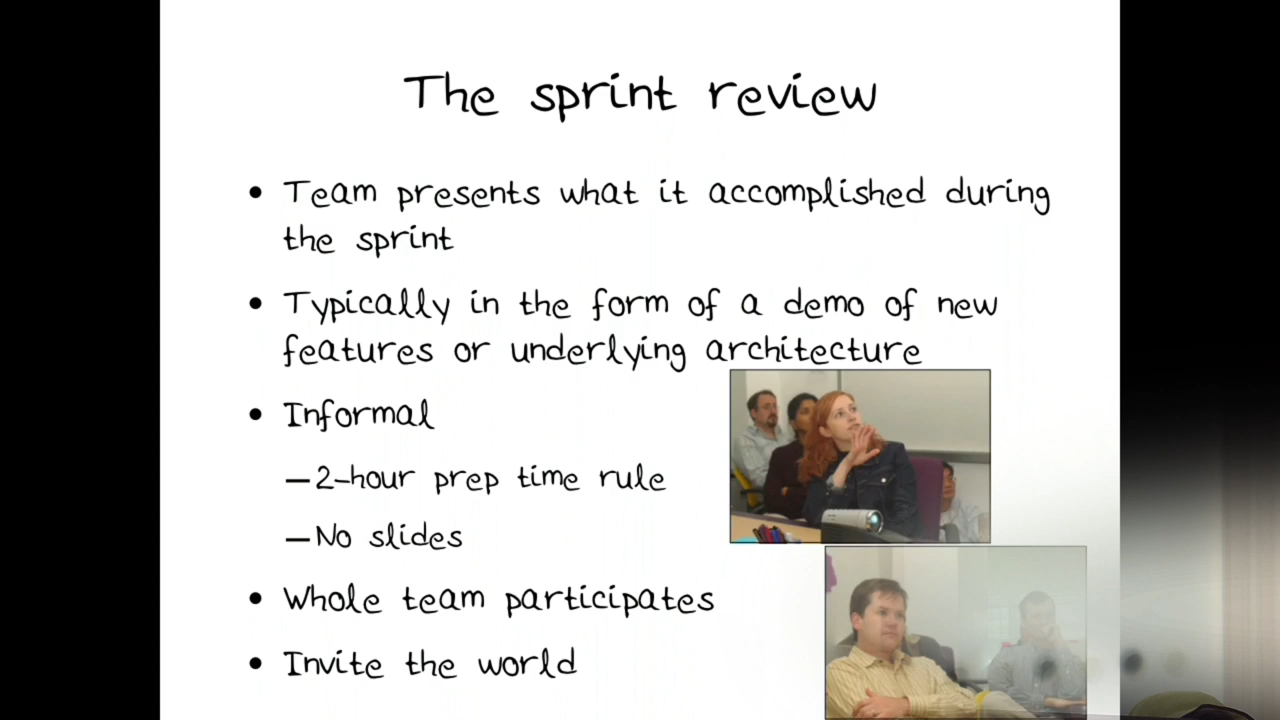 The sprint review
• Team presents what it accomplished during
the sprint
• Typically in the form of a demo of new
features or underlying architecture
• Informal
—2-hour prep time rule
—No slides
• Whole team participates
• Invite the world